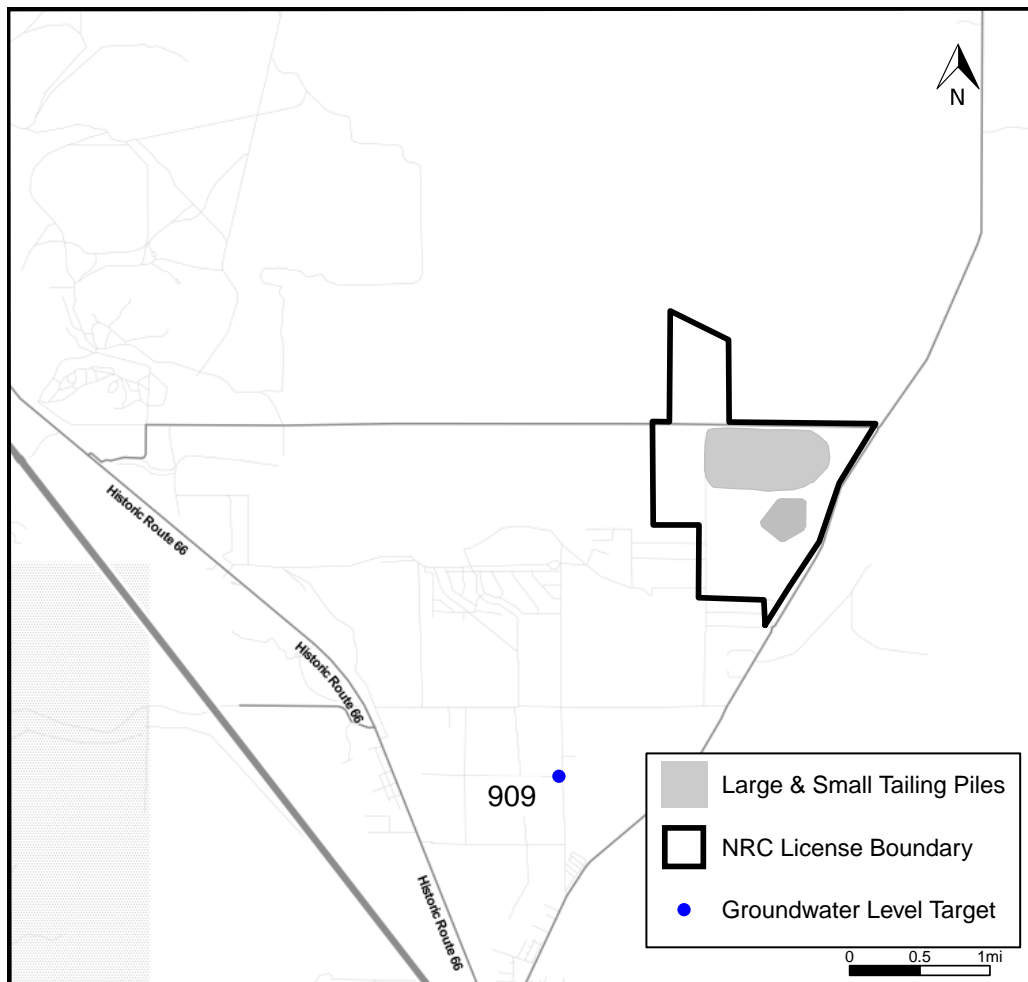 N
Historic Route 66
Historic Route 66
909
Historic Route 66
Large & Small Tailing Piles
NRC License Boundary
Groundwater Level Target
0 0.5 1mi